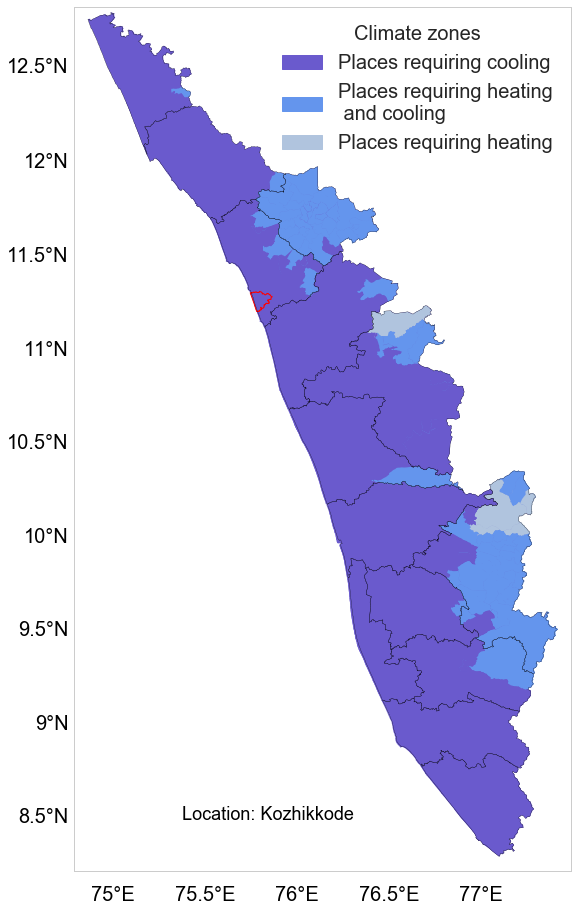 Climate zones
Places requiring cooling
Places requiring heating
and cooling
Places requiring heating
12.5°N
12°N
11.5°N
11°N
10.5°N
10°N
9.5°N
9°N
8.5°N
Location: Kozhikkode
75°E 75.5°E 76°E 76.5°E 77°E